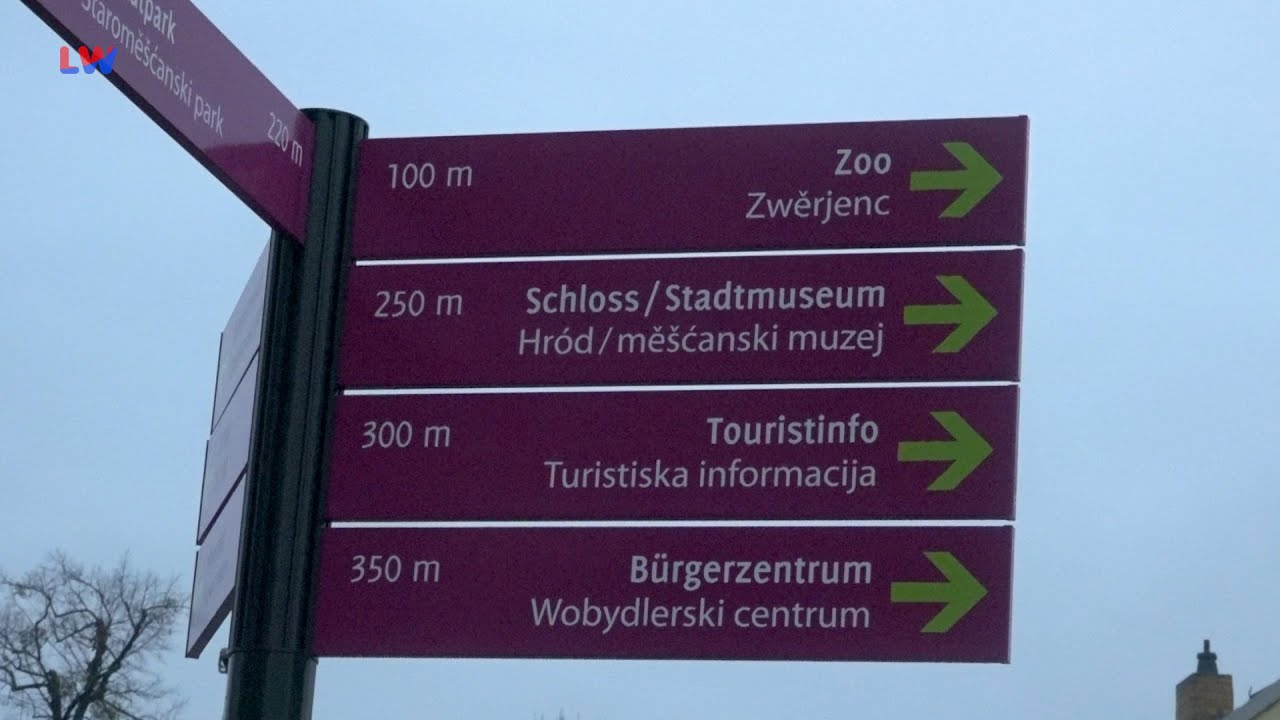 LW
Staroměšćanski park
220 m
100 m
Zoo
Zwěrjenc
250 m
Schloss / Stadtmuseum
Hród / měšćanski muzej
300 m
Touristinfo
Turistiska informacija
350 m
Bürgerzentrum
Wobydlerski centrum